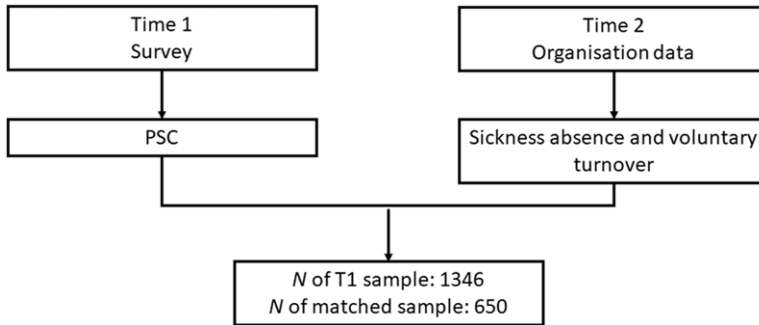 Time 1
Survey
Time 2
Organisation data
PSC
Sickness absence and voluntary
turnover
N of T1 sample: 1346
N of matched sample: 650